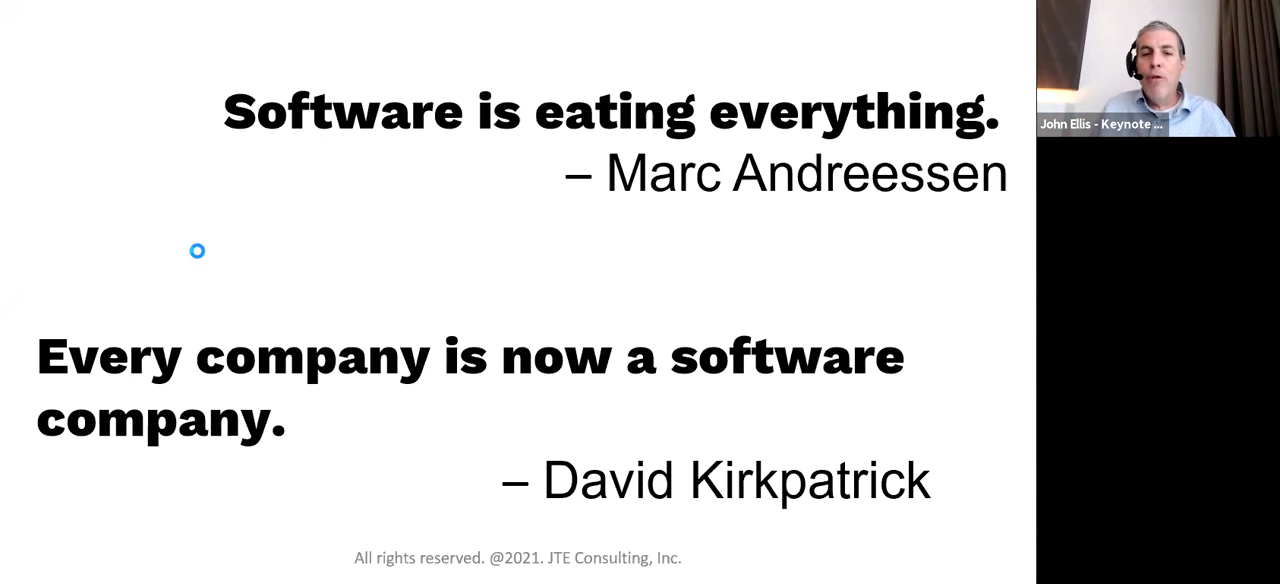 Software is eating everything.
– Marc Andreessen
Every company is now a software
company.
– David Kirkpatrick
All rights reserved. @2021. JTE Consulting, Inc.
John Ellis - Keynote ...